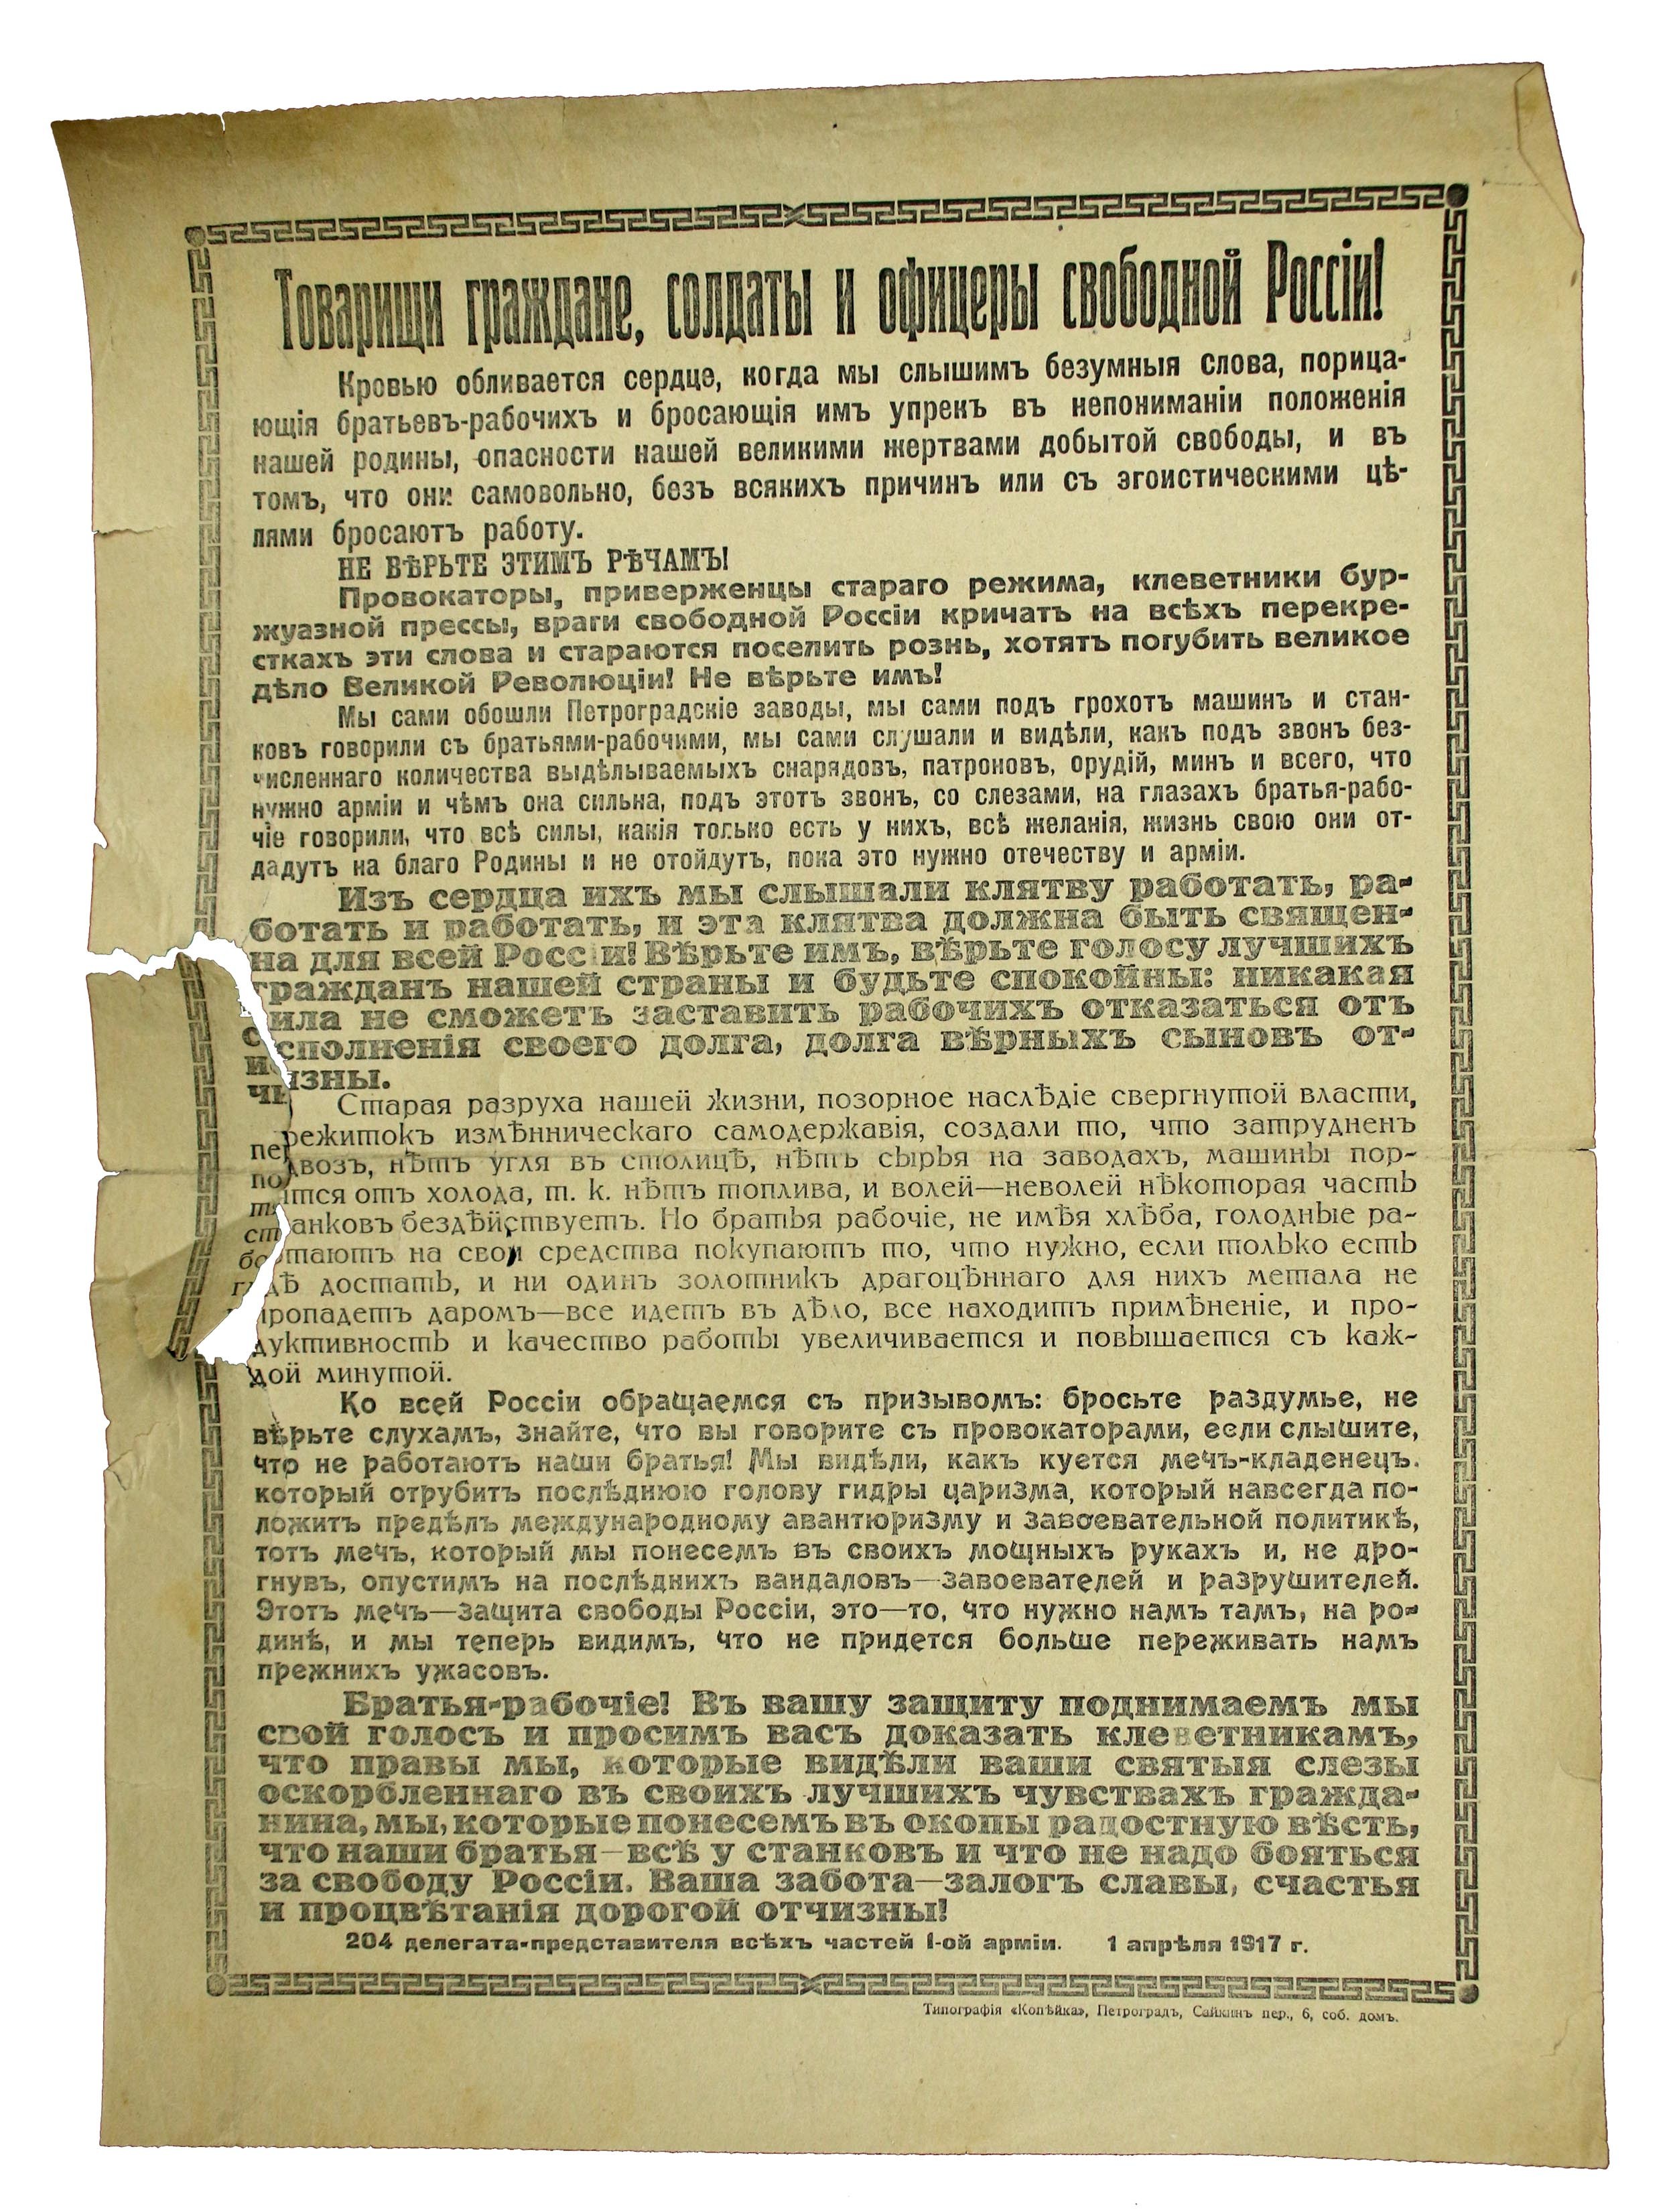 Товарищи граждане, солдаты и офицеры свободной Россіи!
Кровью обливается сердце, когда мы слышимъ безумныя слова, порица-
ющія братьевъ-рабочихъ и бросающія имъ упрекъ въ непониманіи положенія
нашей родины, опасности нашей великими жертвами добытой свободы, и въ
томъ, что они самовольно, безъ всякихъ причинъ или съ эгоистическими цѣ-
лями бросаютъ работу.
НЕ ВѢРЬТЕ ЭТИМЪ РѢЧАМЪ!
Провокаторы, приверженцы стараго режима, клеветники бур-
жуазной прессы, враги свободной Россіи кричатъ на всѣхъ перекре-
сткахъ эти слова и стараются поселить рознь, хотятъ погубить великое
дѣло Великой Революціи! Не вѣрьте имъ!
Мы сами обошли Петроградскіе заводы, мы сами подъ грохотъ машинъ и стан-
ковъ говорили съ братьями-рабочими, мы сами слушали и видѣли, какъ подъ звонъ без-
численнаго количества выдѣлываемыхъ снарядовъ, патроновъ, орудій, минъ и всего, что
нужно арміи и чѣмъ она сильна, подъ этотъ звонъ, со слезами, на глазахъ братья-рабо-
чіе говорили, что всѣ силы, какія только есть у нихъ, всѣ желанія, жизнь свою они от-
дадутъ на благо Родины и не отойдутъ, пока это нужно отечеству и арміи.
Изъ сердца ихъ мы слышали клятву работать, ра-
ботать и работать, и эта клятва должна быть священ-
на для всей Россіи! Вѣрьте имъ, вѣрьте голосу лучшихъ
гражданъ нашей страны и будьте спокойны: никакая
сила не сможетъ заставить рабочихъ отказаться отъ
исполненія своего долга, долга вѣрныхъ сыновъ от-
чизны.
Старая разруха нашей жизни, позорное наслѣдіе свергнутой власти,
пережитокъ измѣнническаго самодержавія, создали то, что затрудненъ
подвозъ, нѣтъ угля въ столицѣ, нѣтъ сырья на заводахъ, машины пор-
тятся отъ холода, т. к. нѣтъ топлива, и волей—неволей нѣкоторая часть
станковъ бездѣйствуетъ. Но братья рабочіе, не имѣя хлѣба, голодные ра-
ботаютъ на свои средства покупаютъ то, что нужно, если только есть
гдѣ достать, и ни одинъ золотникъ драгоцѣннаго для нихъ метала не
пропадетъ даромъ—все идетъ въ дѣло, все находитъ примѣненіе, и про-
дуктивность и качество работы увеличивается и повышается съ каж-
дой минутой.
Ко всей Россіи обращаемся съ призывомъ: бросьте раздумье, не
вѣрьте слухамъ, знайте, что вы говорите съ провокаторами, если слышите,
что не работаютъ наши братья! Мы видѣли, какъ куется мечъ-кладенецъ.
который отрубитъ послѣднюю голову гидры царизма, который навсегда по-
ложитъ предѣлъ международному авантюризму и завоевательной политикѣ,
тотъ мечъ, который мы понесемъ въ своихъ мощныхъ рукахъ и, не дро-
гнувъ, опустимъ на послѣднихъ вандаловъ—завоевателей и разрушителей.
Этотъ мечъ—защита свободы Россіи, это—то, что нужно намъ тамъ, на ро-
динѣ, и мы теперь видимъ, что не придется больше переживать намъ
прежнихъ ужасовъ.
Братья-рабочіе! Въ вашу защиту поднимаемъ мы
свой голосъ и просимъ васъ доказать клеветникамъ,
что правы мы, которые видѣли ваши святыя слезы
оскорбленнаго въ своихъ лучшихъ чувствахъ гражда-
нина, мы, которые понесемъ въ окопы радостную вѣсть,
что наши братья—всѣ у станковъ и что не надо бояться
за свободу Россіи. Ваша забота—залогъ славы, счастья
и процвѣтанія дорогой отчизны!
204 делегата-представителя всѣхъ частей I-ой арміи. 1 апрѣля 1917 г.
Типографія «Копѣйка», Петроградъ, Сайкинъ пер., 6, соб. домъ.